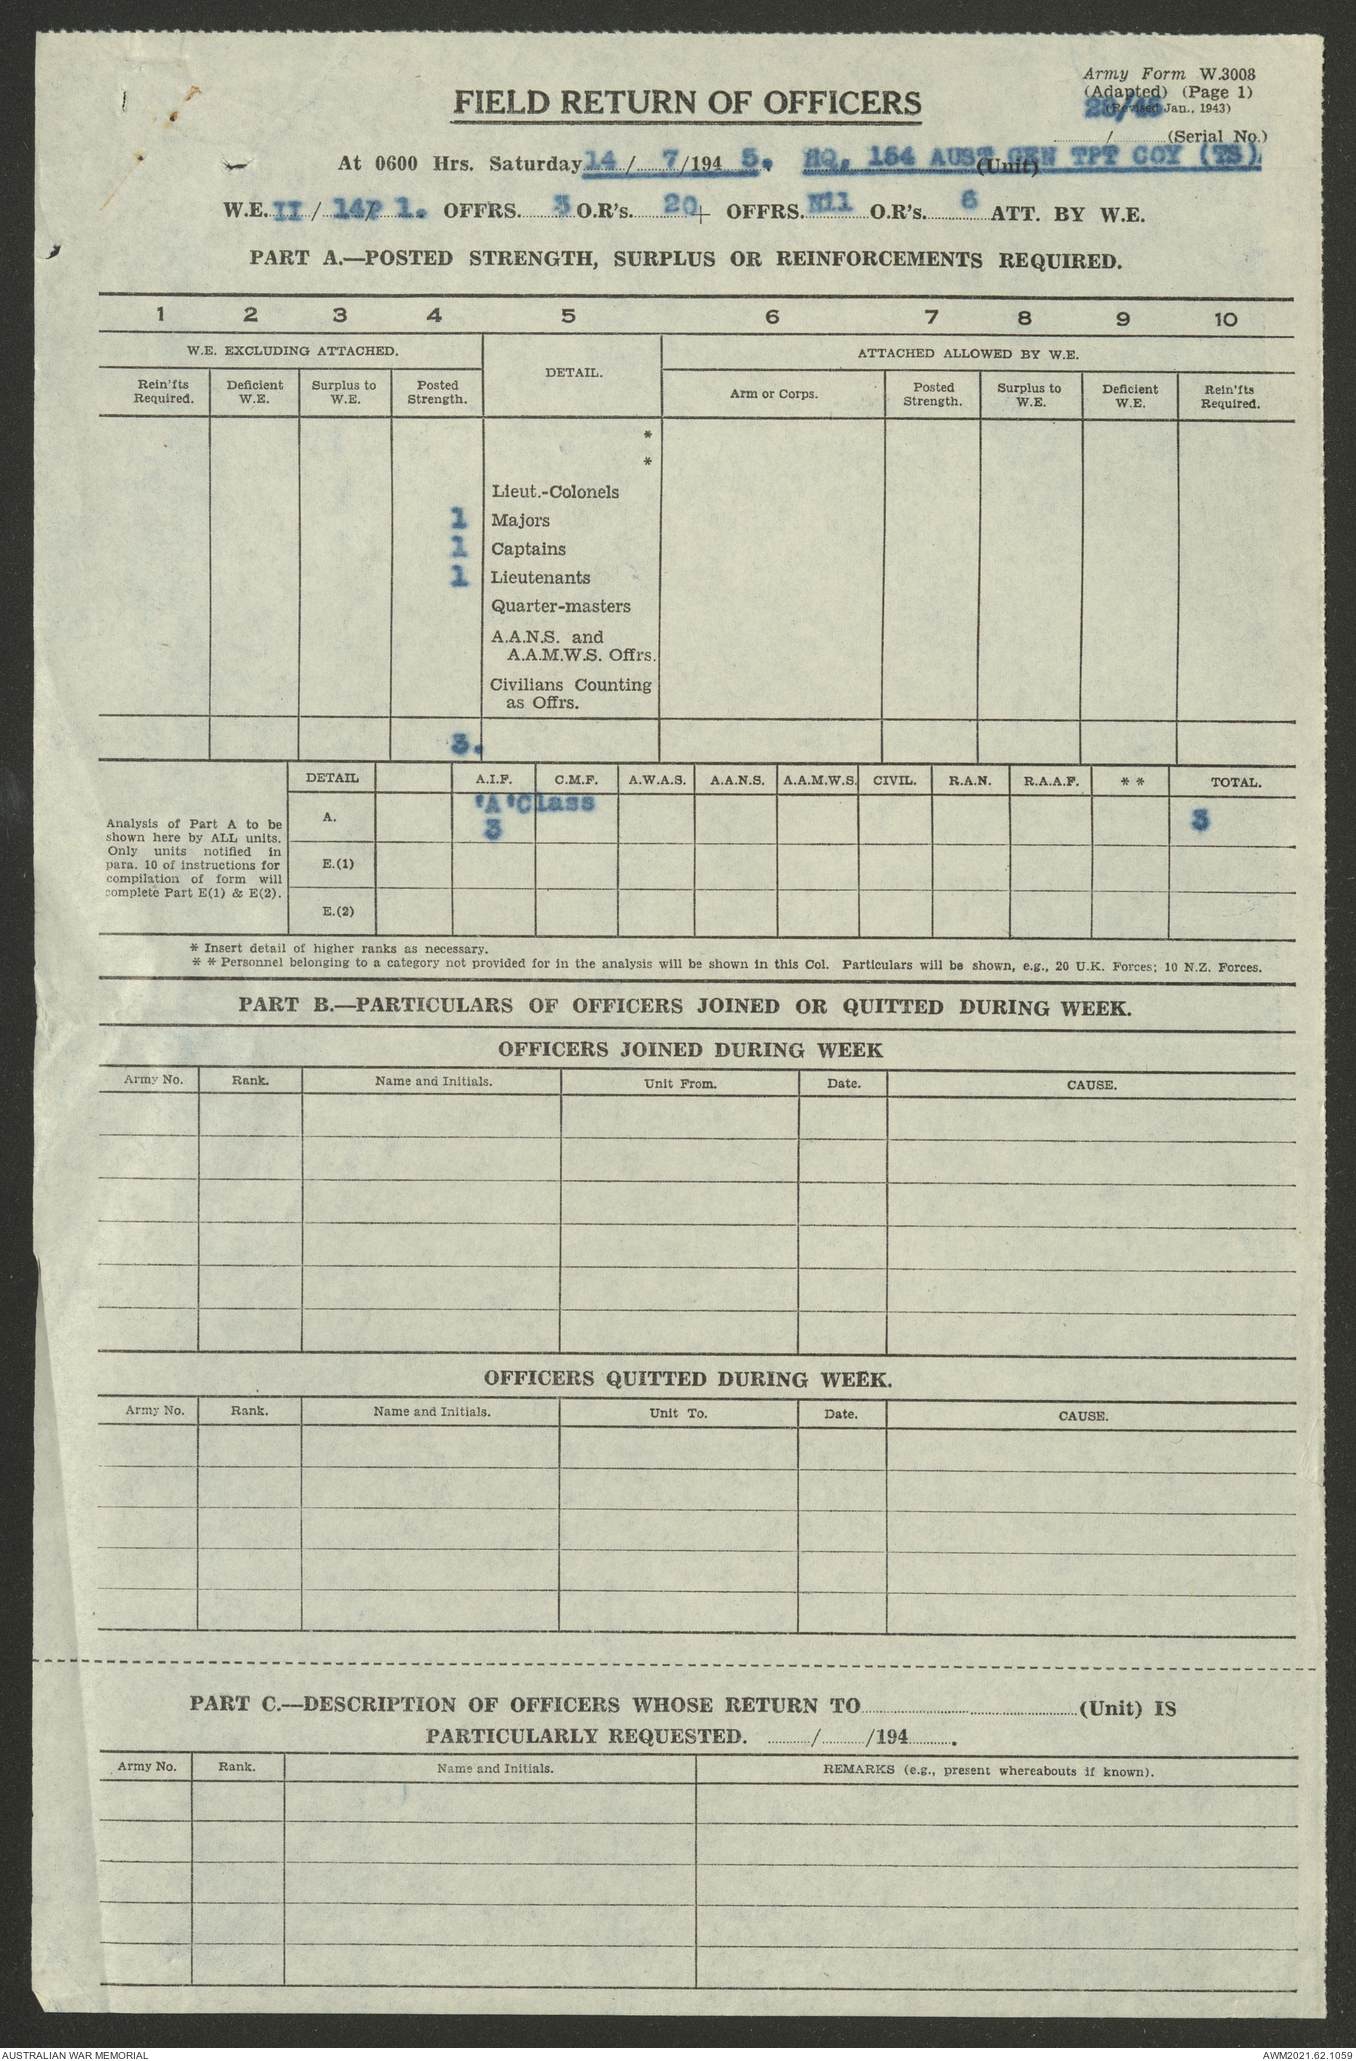 Army Form W.3008
(Adapted) (Page 1)
(Revised Jan., 1943)
28/45
/ (Serial No.)
FIELD RETURN OF OFFICERS
At 0600 Hrs. Saturday 14 / 7 /194 5. HQ, 154 AUST GEN TPT COY (TS) (Unit)
W.E. II / 14 / 1. OFFRS. 3 O.R's. 20 + OFFRS. Nil O.R's. 6 ATT. BY W.E.
PART A.—POSTED STRENGTH, SURPLUS OR REINFORCEMENTS REQUIRED.
1 2 3 4 5 6 7 8 9 10
W.E. EXCLUDING ATTACHED. DETAIL. ATTACHED ALLOWED BY W.E.
Rein'fts Required. Deficient W.E. Surplus to W.E. Posted Strength. Arm or Corps. Posted Strength. Surplus to W.E. Deficient W.E. Rein'fts Required.
*
*
Lieut.-Colonels
1 Majors
1 Captains
1 Lieutenants
Quarter-masters
A.A.N.S. and
A.A.M.W.S. Offrs.
Civilians Counting
as Offrs.
3.
DETAIL A.I.F. C.M.F. A.W.A.S. A.A.N.S. A.A.M.W.S. CIVIL. R.A.N. R.A.A.F. * * TOTAL.
Analysis of Part A to be
shown here by ALL units.
Only units notified in
para. 10 of instructions for
compilation of form will
complete Part E(1) & E(2).
A. 'A'Class
3 3
E.(1)
E.(2)
* Insert detail of higher ranks as necessary.
* * Personnel belonging to a category not provided for in the analysis will be shown in this Col. Particulars will be shown, e.g., 20 U.K. Forces; 10 N.Z. Forces.
PART B.—PARTICULARS OF OFFICERS JOINED OR QUITTED DURING WEEK.
OFFICERS JOINED DURING WEEK
Army No. Rank. Name and Initials. Unit From. Date. CAUSE.
OFFICERS QUITTED DURING WEEK.
Army No. Rank. Name and Initials. Unit To. Date. CAUSE.
PART C.—DESCRIPTION OF OFFICERS WHOSE RETURN TO (Unit) IS
PARTICULARLY REQUESTED. / /194 .
Army No. Rank. Name and Initials. REMARKS (e.g., present whereabouts if known).
AUSTRALIAN WAR MEMORIAL AWM2021.62.1059